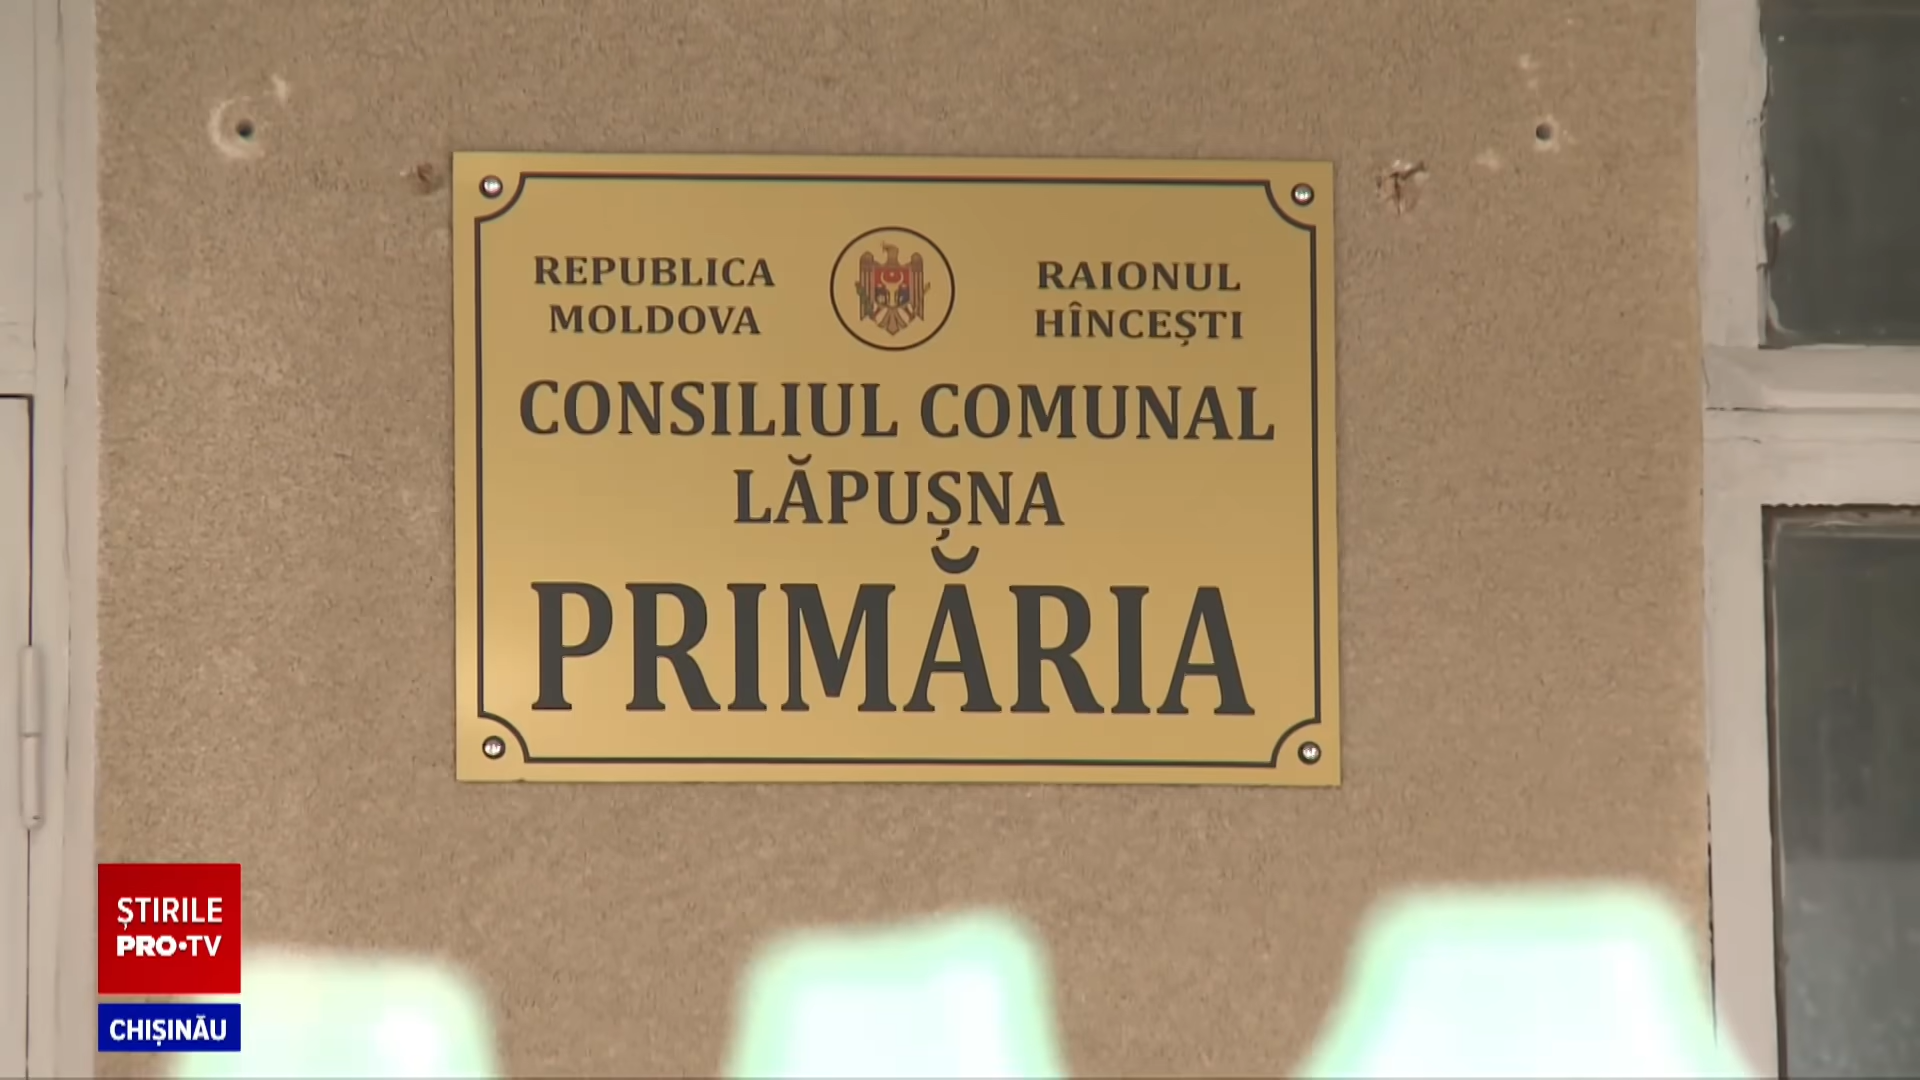 REPUBLICA
MOLDOVA
RAIONUL
HÎNCEȘTI
CONSILIUL COMUNAL
LĂPUȘNA
PRIMĂRIA
ȘTIRILE
PRO•TV
CHIȘINĂU